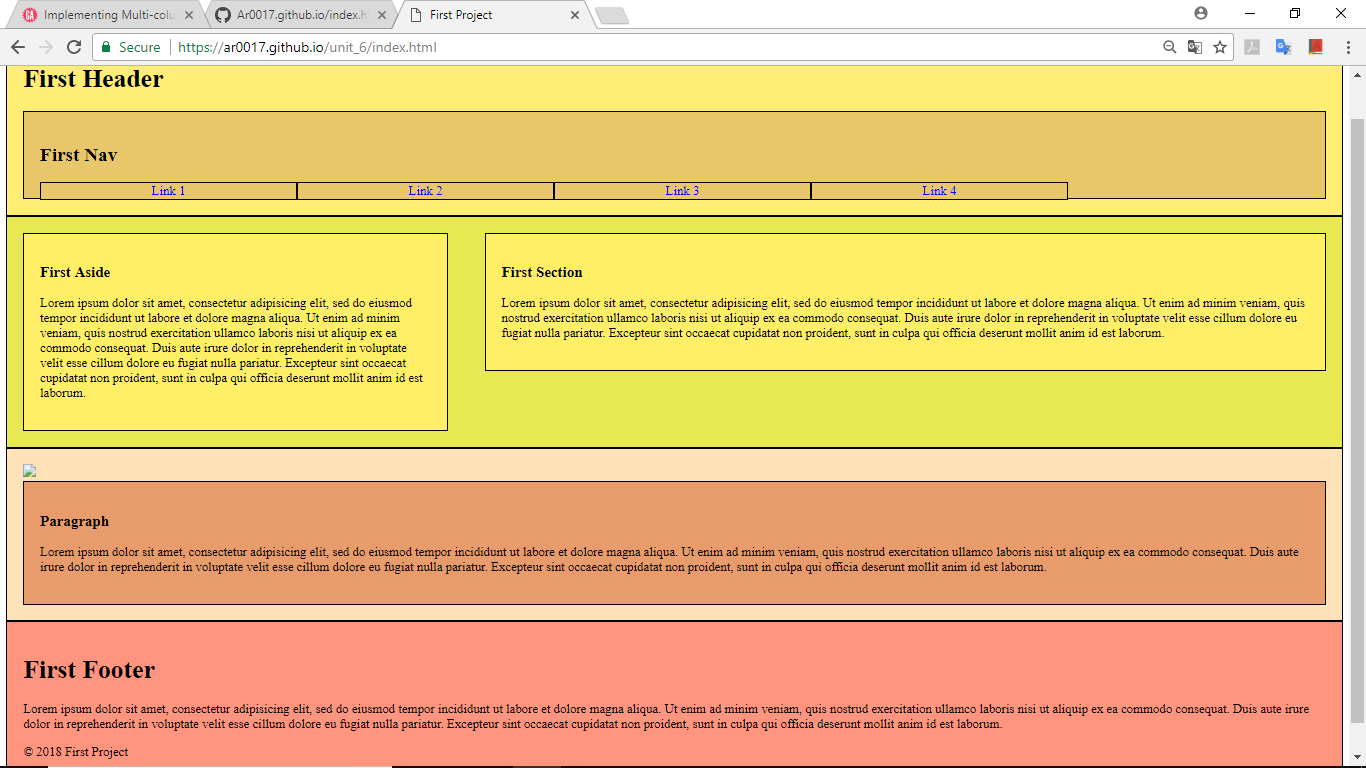 Implementing Multi-colu
Ar0017.github.io/index.h
First Project
Secure
https://ar0017.github.io/unit_6/index.html
First Header
First Nav
Link 1
Link 2
Link 3
Link 4
First Aside
Lorem ipsum dolor sit amet, consectetur adipisicing elit, sed do eiusmod
tempor incididunt ut labore et dolore magna aliqua. Ut enim ad minim
veniam, quis nostrud exercitation ullamco laboris nisi ut aliquip ex ea
commodo consequat. Duis aute irure dolor in reprehenderit in voluptate
velit esse cillum dolore eu fugiat nulla pariatur. Excepteur sint occaecat
cupidatat non proident, sunt in culpa qui officia deserunt mollit anim id est
laborum.
First Section
Lorem ipsum dolor sit amet, consectetur adipisicing elit, sed do eiusmod tempor incididunt ut labore et dolore magna aliqua. Ut enim ad minim veniam, quis nostrud exercitation ullamco laboris nisi ut aliquip ex ea commodo consequat. Duis aute irure dolor in reprehenderit in voluptate velit esse cillum dolore eu
fugiat nulla pariatur. Excepteur sint occaecat cupidatat non proident, sunt in culpa qui officia deserunt mollit anim id est laborum.
Paragraph
Lorem ipsum dolor sit amet, consectetur adipisicing elit, sed do eiusmod tempor incididunt ut labore et dolore magna aliqua. Ut enim ad minim veniam, quis nostrud exercitation ullamco laboris nisi ut aliquip ex ea commodo consequat. Duis aute
irure dolor in reprehenderit in voluptate velit esse cillum dolore eu fugiat nulla pariatur. Excepteur sint occaecat cupidatat non proident, sunt in culpa qui officia deserunt mollit anim id est laborum.
First Footer
Lorem ipsum dolor sit amet, consectetur adipisicing elit, sed do eiusmod tempor incididunt ut labore et dolore magna aliqua. Ut enim ad minim veniam, quis nostrud exercitation ullamco laboris nisi ut aliquip ex ea commodo consequat. Duis aute irure
dolor in reprehenderit in voluptate velit esse cillum dolore eu fugiat nulla pariatur. Excepteur sint occaecat cupidatat non proident, sunt in culpa qui officia deserunt mollit anim id est laborum.
© 2018 First Project